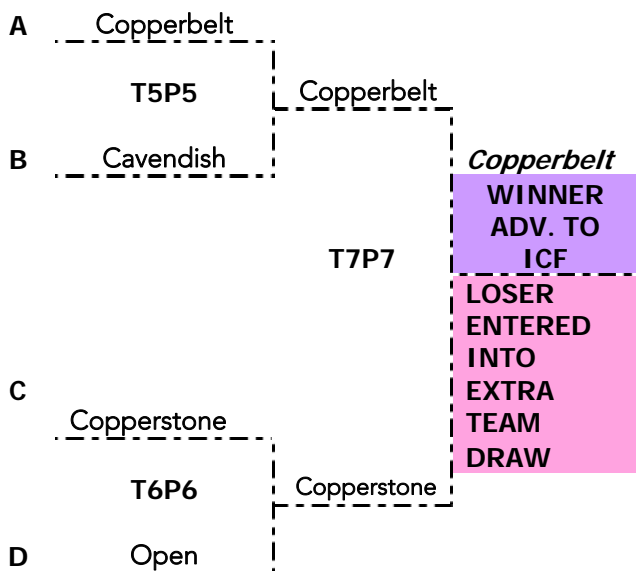 A Copperbelt
T5P5
Copperbelt
B Cavendish
Copperbelt
WINNER
ADV. TO
ICF
T7P7
LOSER
ENTERED
INTO
EXTRA
TEAM
DRAW
C
Copperstone
T6P6
Copperstone
D Open